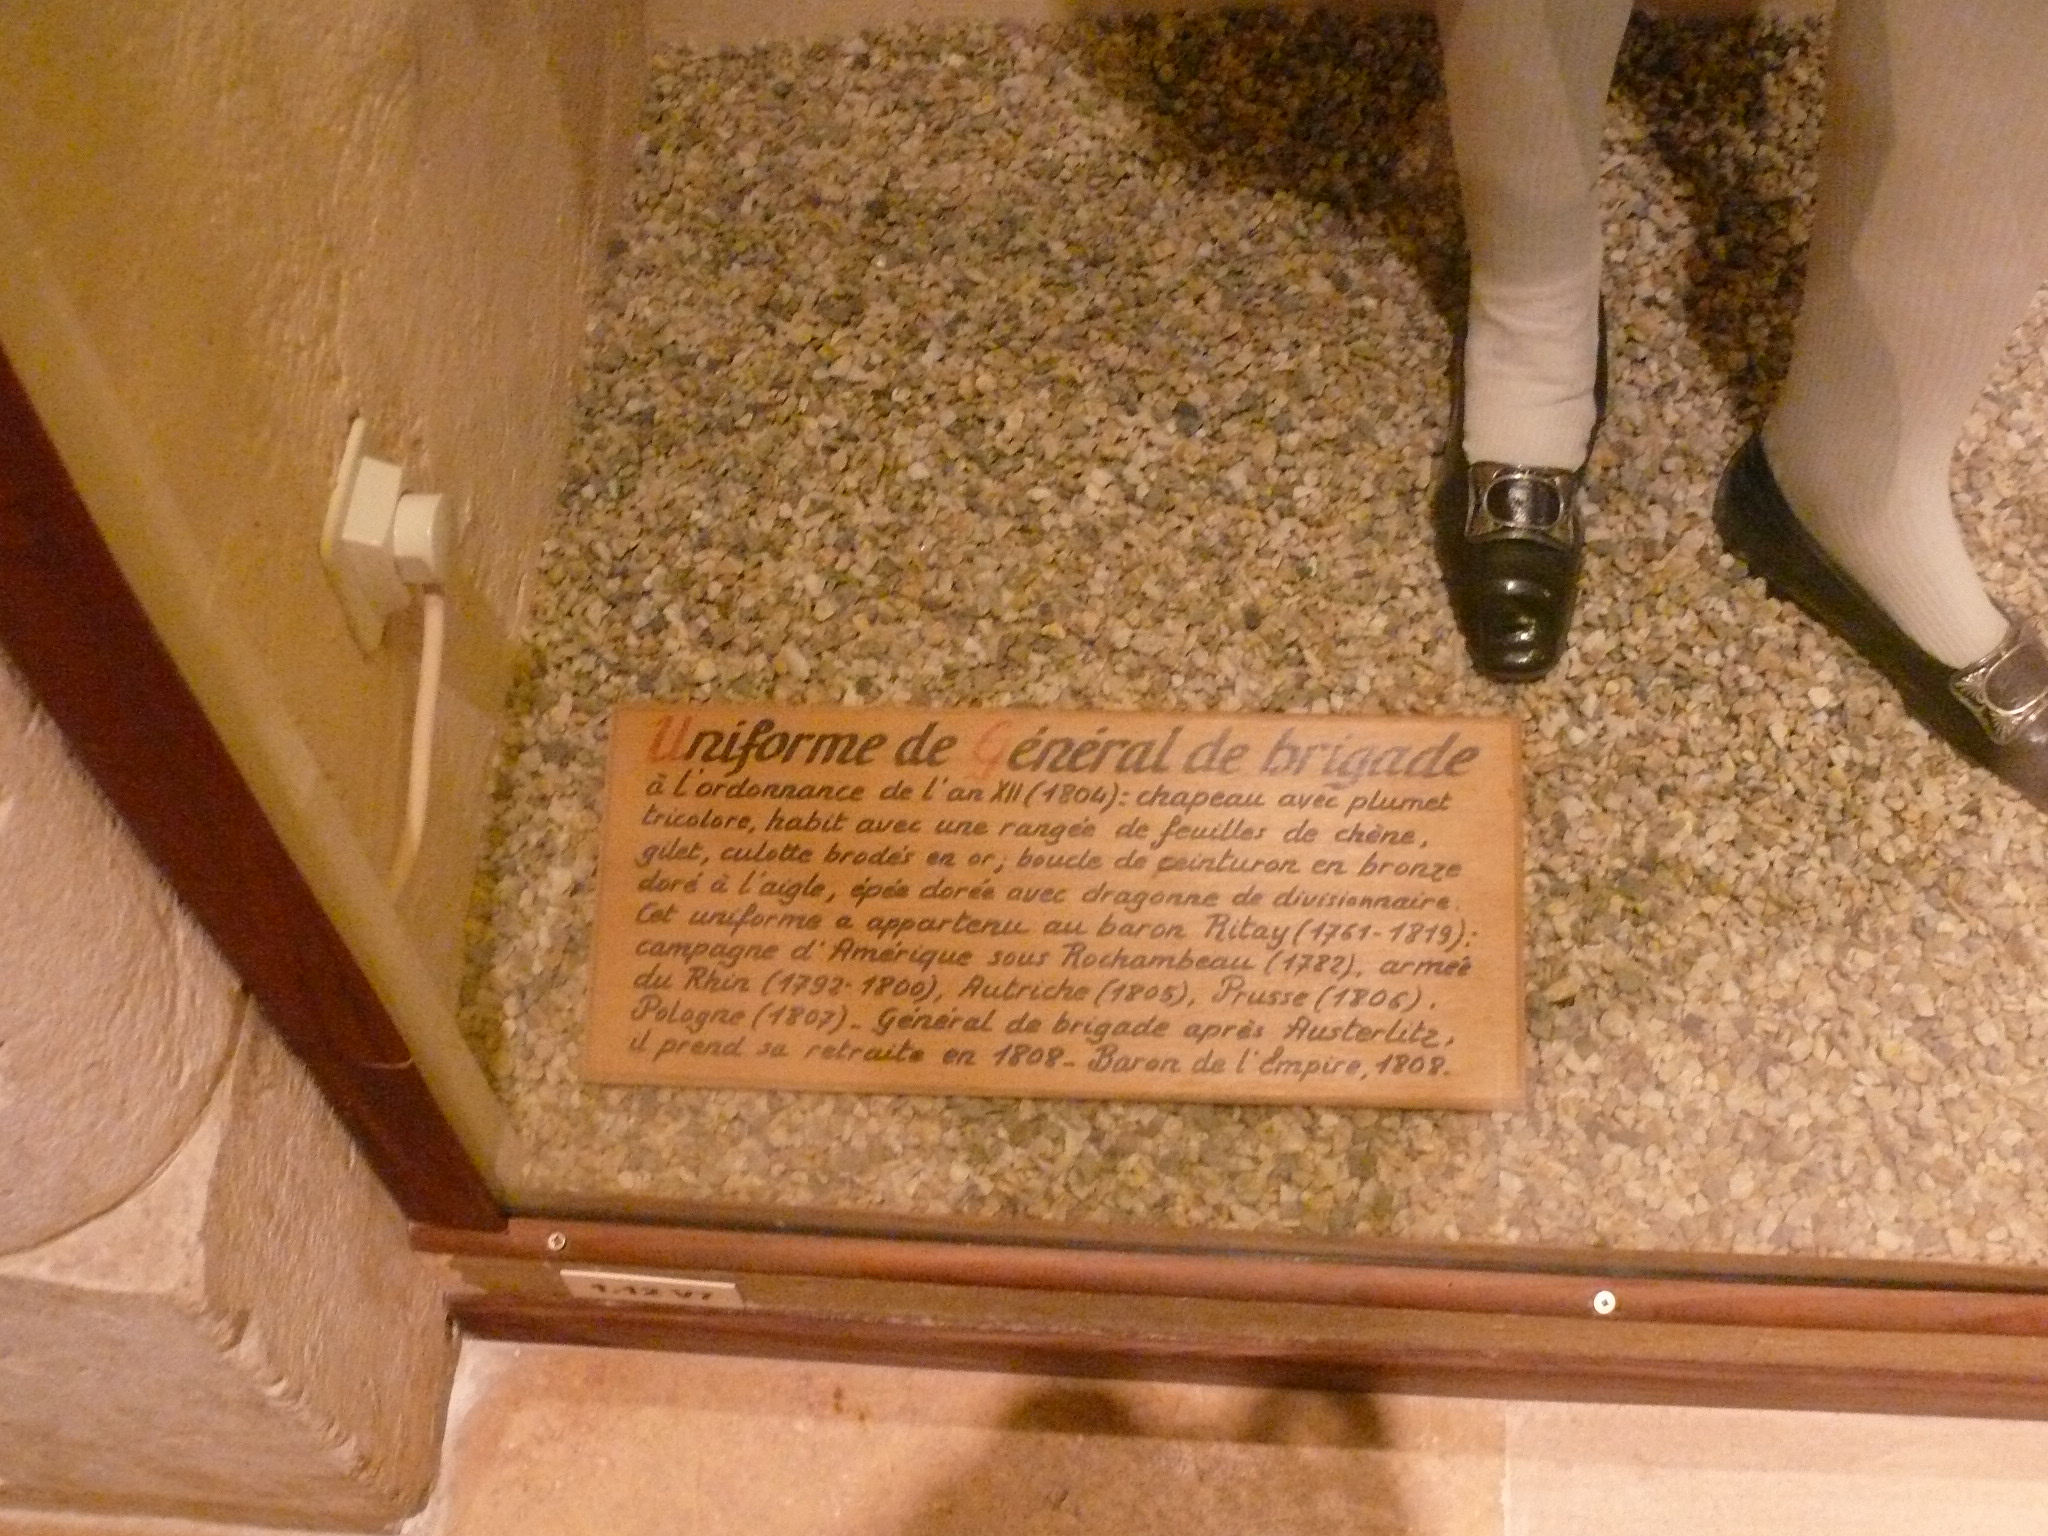 Uniforme de Général de brigade
à l'ordonnance de l'an XII (1804): chapeau avec plumet
tricolore, habit avec une rangée de feuilles de chêne,
gilet, culotte brodés en or; boucle de ceinturon en bronze
doré à l'aigle, épée dorée avec dragonne de divisionnaire.
Cet uniforme a appartenu au baron Ritay (1761-1819):
campagne d'Amérique sous Rochambeau (1782), armée
du Rhin (1792-1800), Autriche (1805), Prusse (1806).
Pologne (1807)_ Général de brigade après Austerlitz,
il prend sa retraite en 1808_ Baron de l'Empire, 1808.